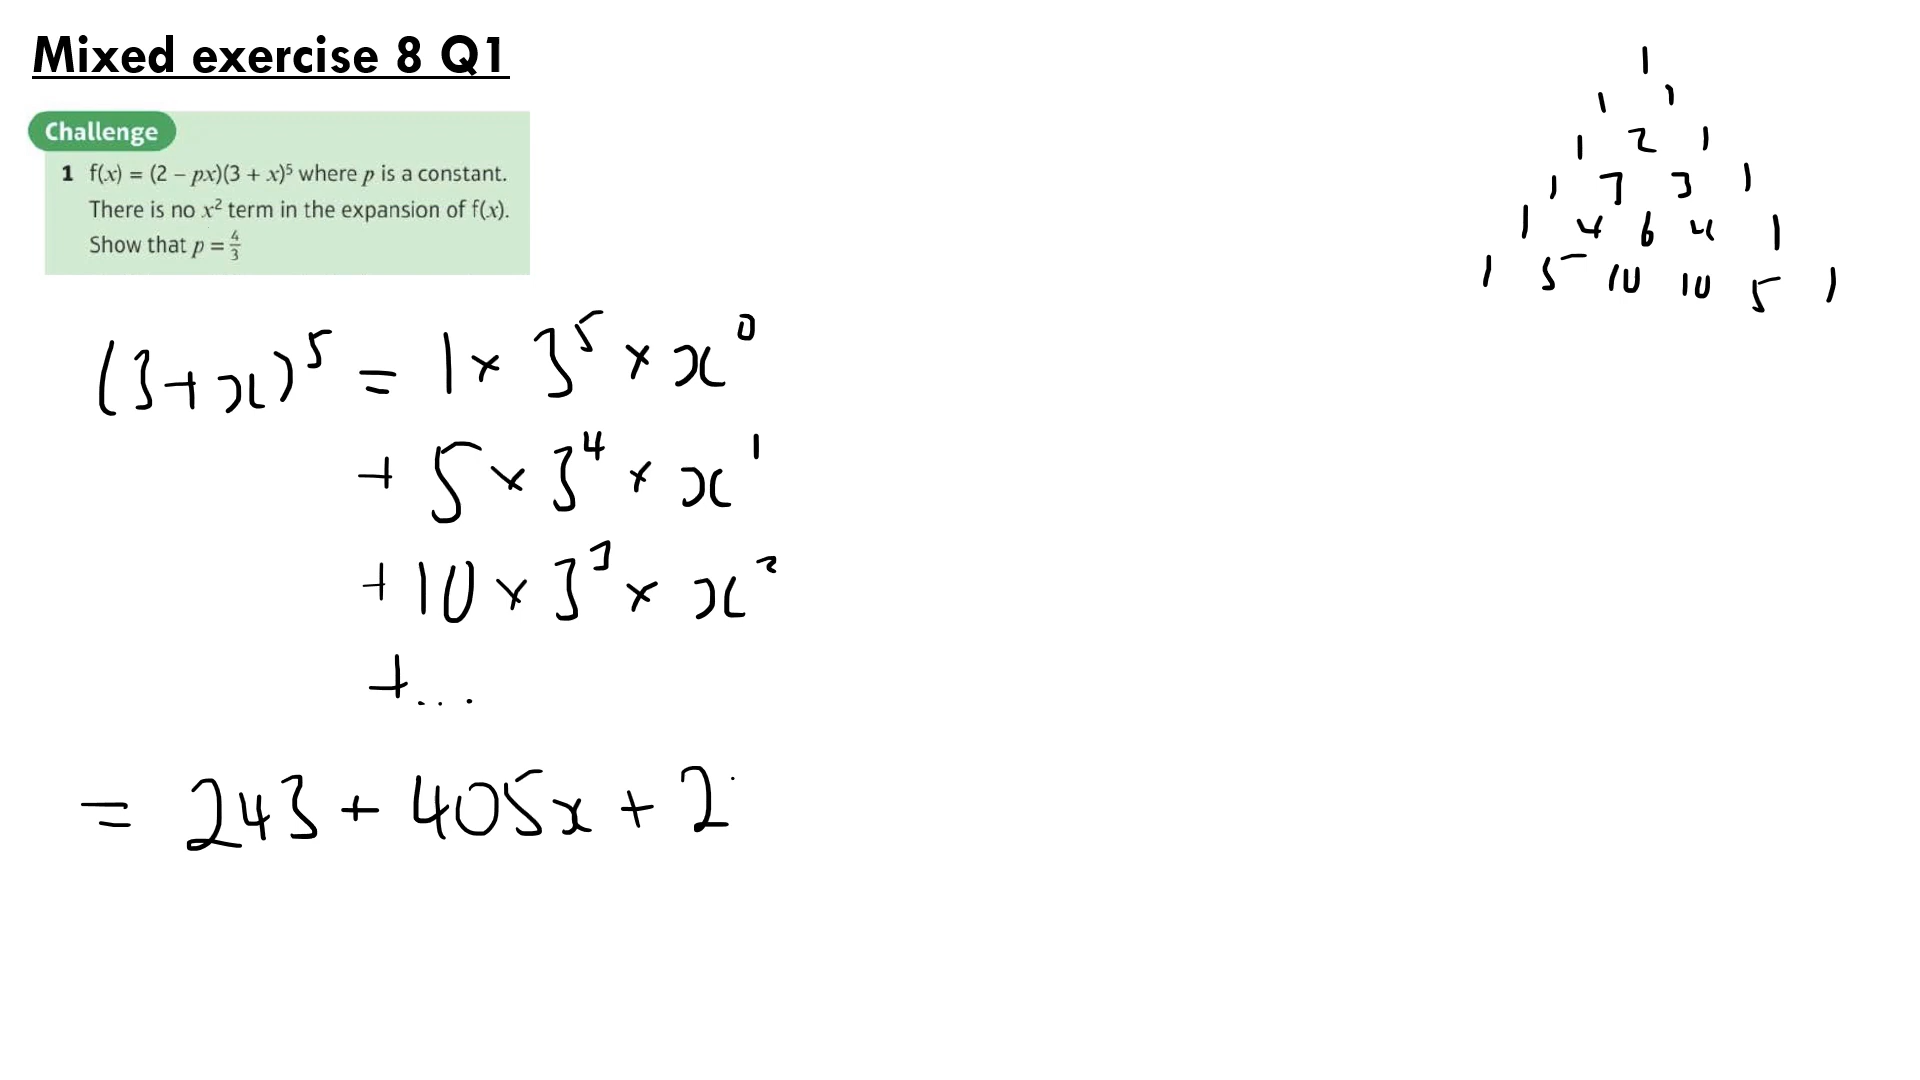 Mixed exercise 8 Q1
Challenge
1 f(x) = (2 – px)(3 + x)⁵ where p is a constant.
There is no x² term in the expansion of f(x).
Show that p = 4/3
1
1 1
1 2 1
1 3 3 1
1 4 6 4 1
1 5 10 10 5 1
(3+x)⁵ = 1 × 3⁵ × x⁰
+ 5 × 3⁴ × x¹
+ 10 × 3³ × x²
+...
= 243 + 405x + 2